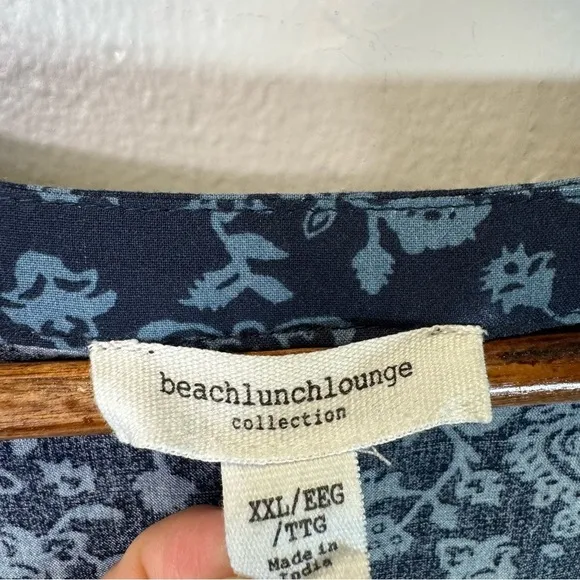 beachlunchlounge
collection
XXL/EEG
/TTG
Made in
India